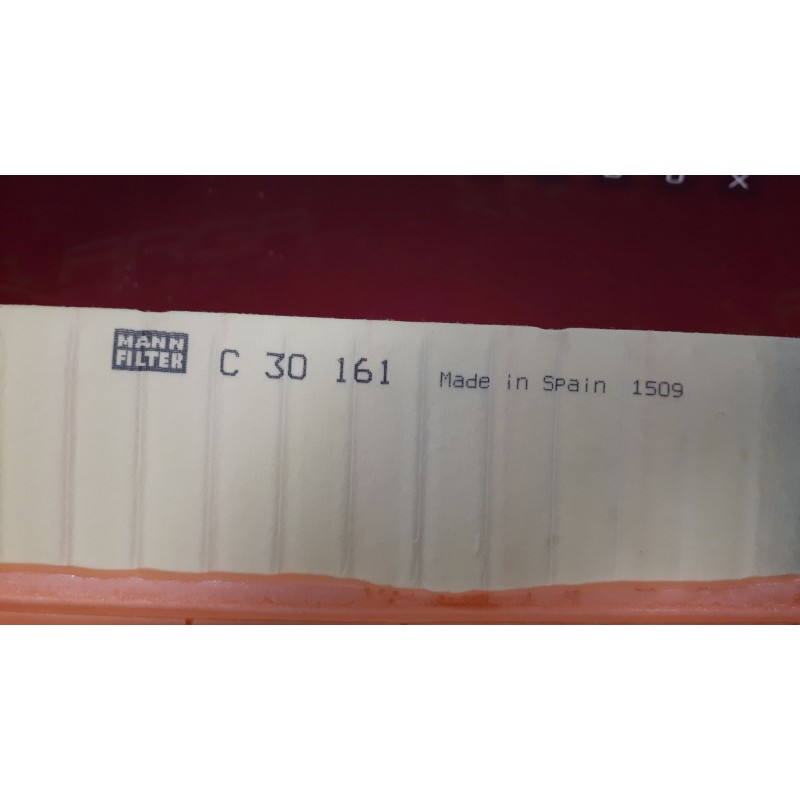 MANN
FILTER
C 30 161 Made in Spain 1509